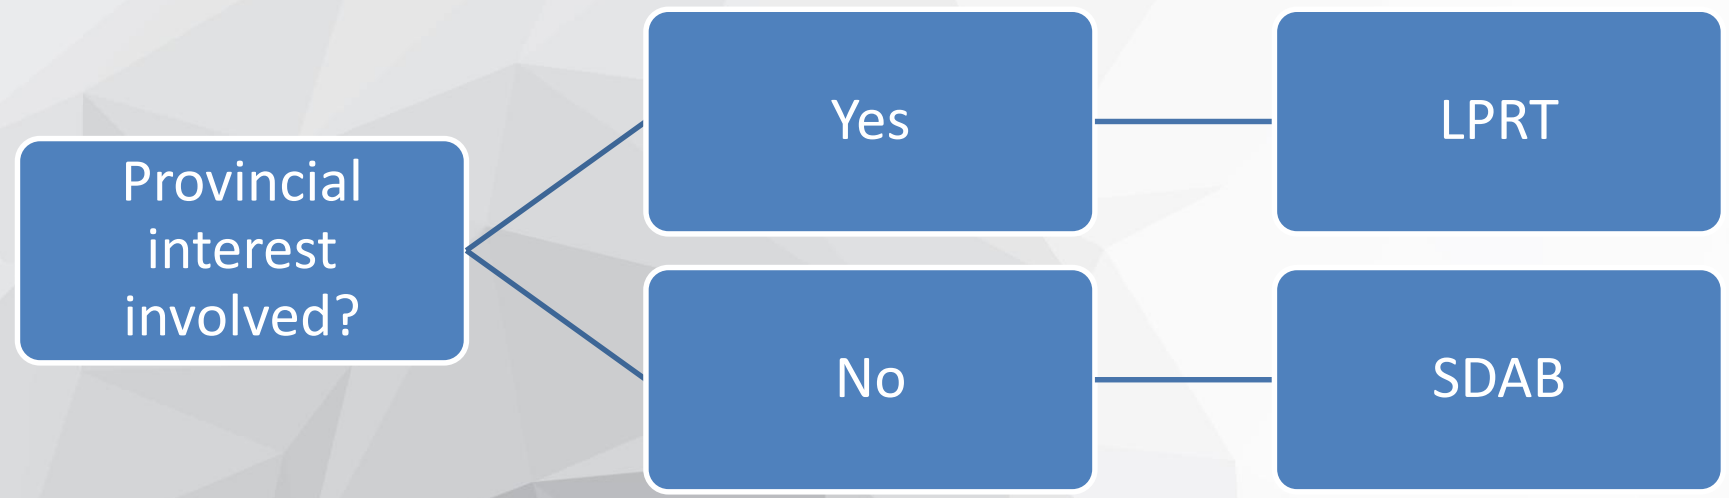 Provincial
interest
involved?
Yes
LPRT
No
SDAB